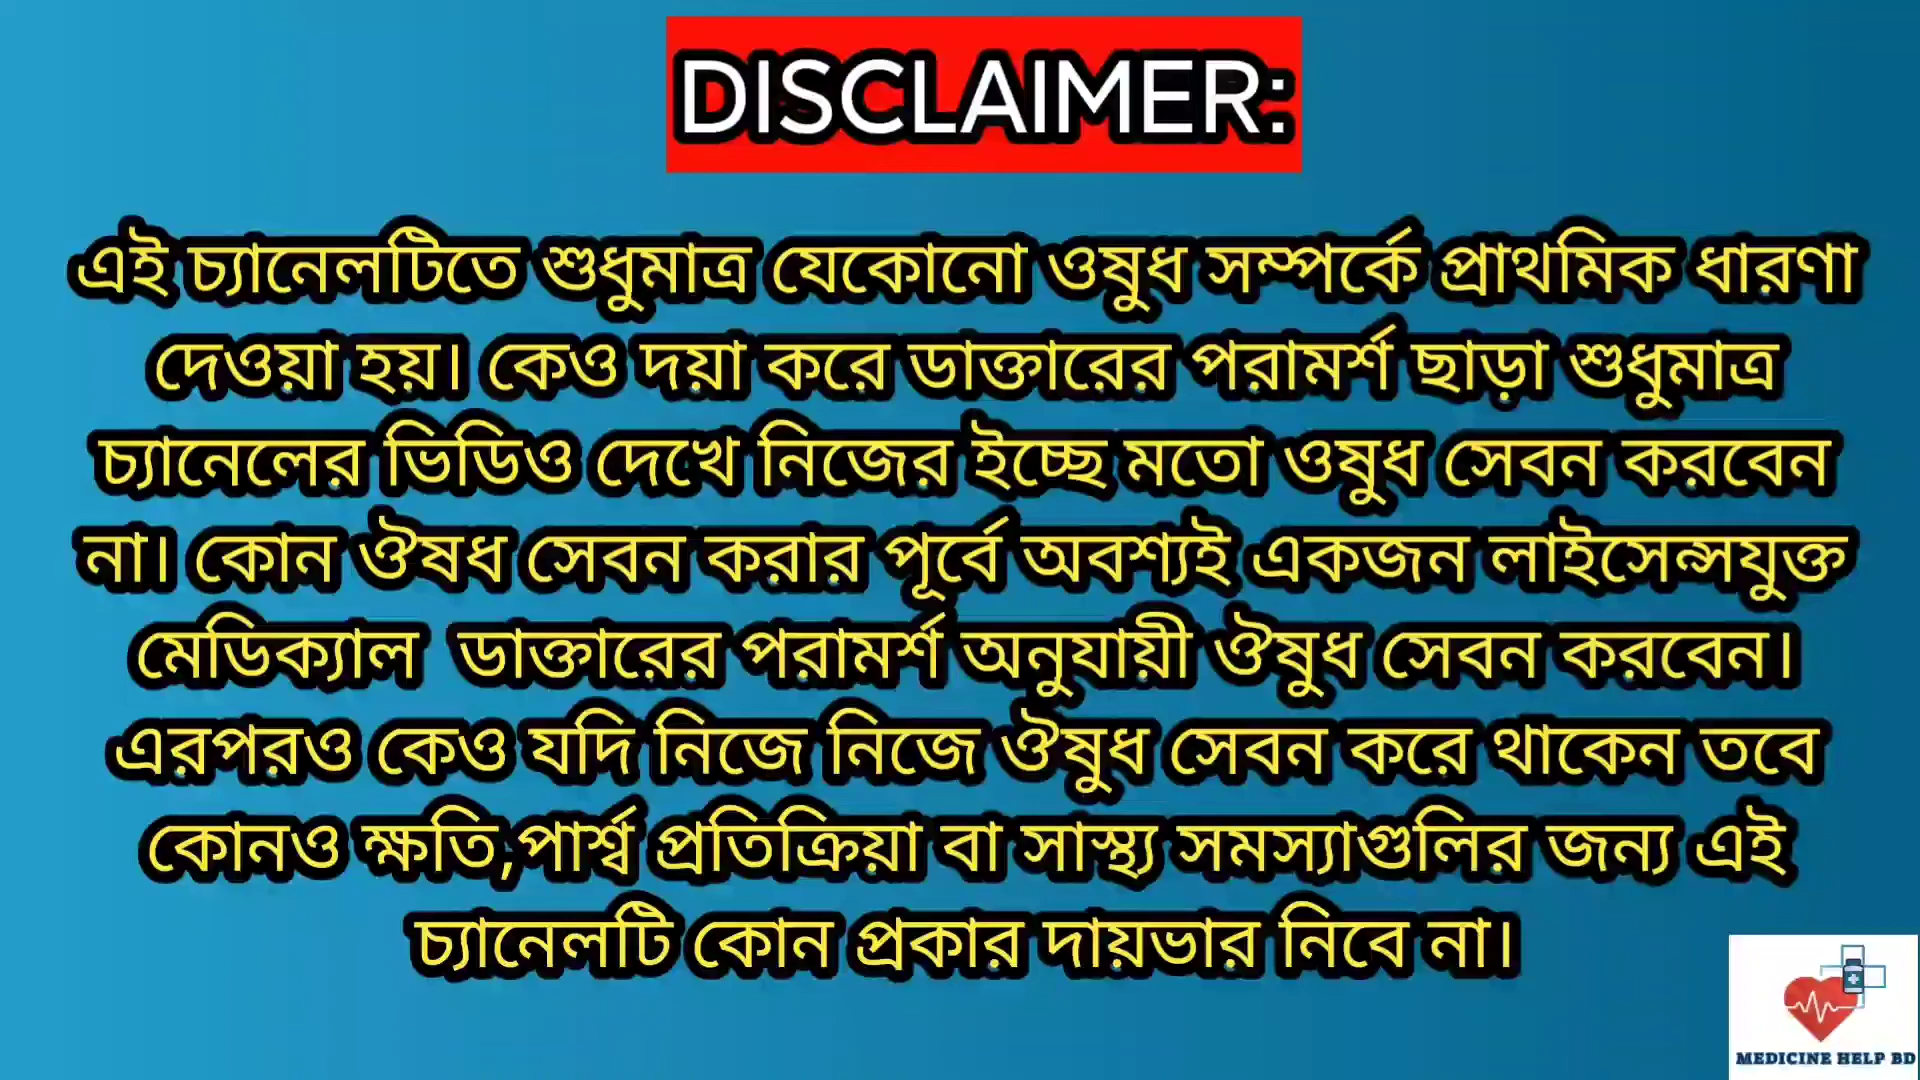 DISCLAIMER:
এই চ্যানেলটিতে শুধুমাত্র যেকোনো ওষুধ সম্পর্কে প্রাথমিক ধারণা
দেওয়া হয়। কেও দয়া করে ডাক্তারের পরামর্শ ছাড়া শুধুমাত্র
চ্যানেলের ভিডিও দেখে নিজের ইচ্ছে মতো ওষুধ সেবন করবেন
না। কোন ঔষধ সেবন করার পূর্বে অবশ্যই একজন লাইসেন্সযুক্ত
মেডিক্যাল ডাক্তারের পরামর্শ অনুযায়ী ঔষুধ সেবন করবেন।
এরপরও কেও যদি নিজে নিজে ঔষুধ সেবন করে থাকেন তবে
কোনও ক্ষতি,পার্শ্ব প্রতিক্রিয়া বা সাস্থ্য সমস্যাগুলির জন্য এই
চ্যানেলটি কোন প্রকার দায়ভার নিবে না।
MEDICINE HELP BD